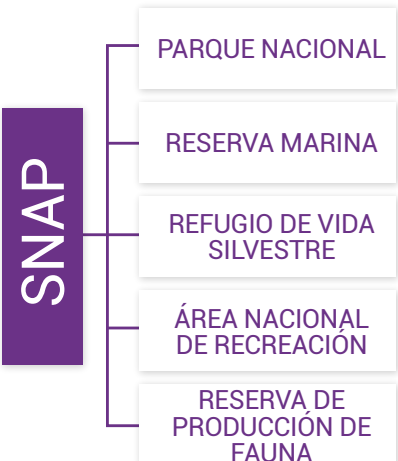 SNAP
PARQUE NACIONAL
RESERVA MARINA
REFUGIO DE VIDA
SILVESTRE
ÁREA NACIONAL
DE RECREACIÓN
RESERVA DE
PRODUCCIÓN DE
FAUNA